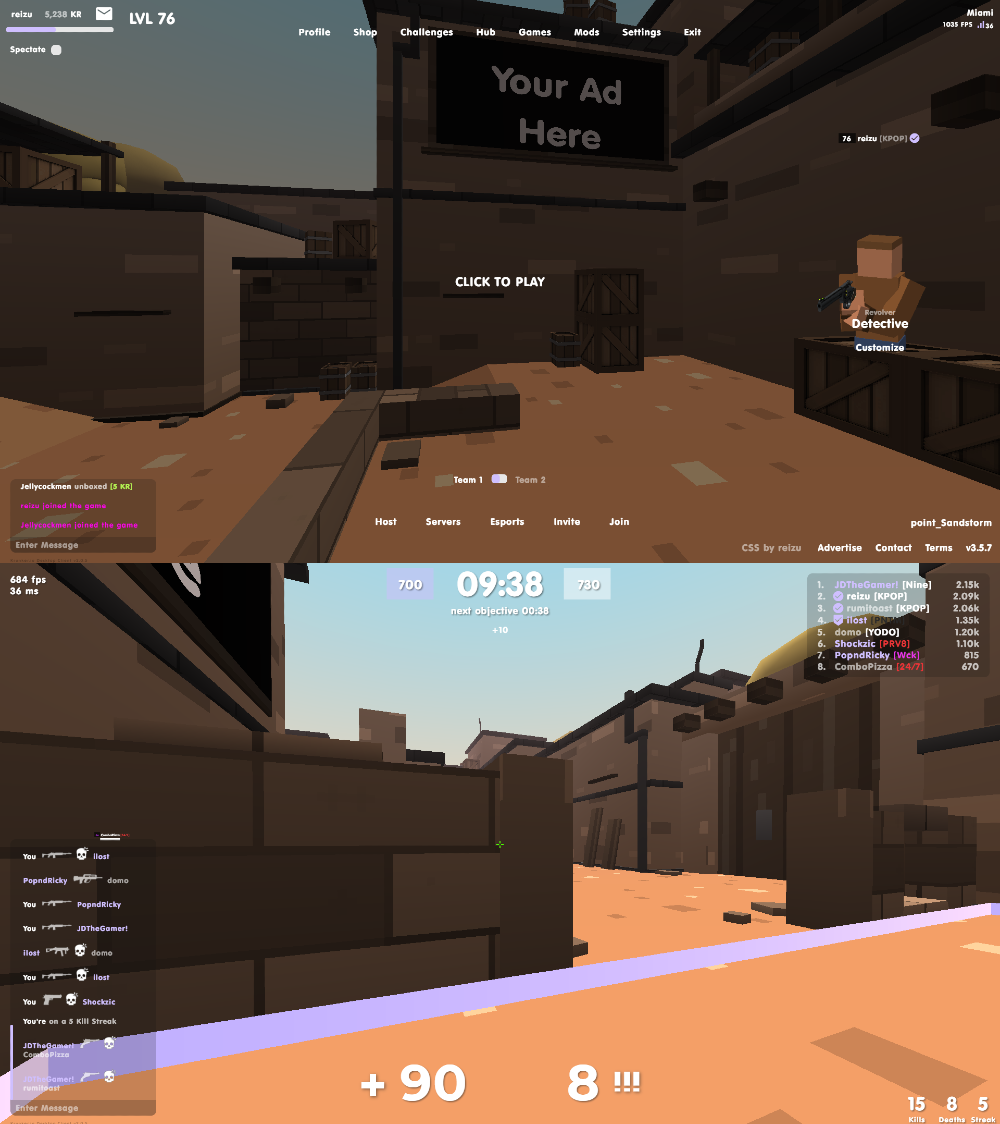 reizu 5,238 KR
LVL 76
Spectate
Profile Shop Challenges Hub Games Mods Settings Exit
Miami
1035 FPS 36
Your Ad
Here
76 reizu [KPOP]
CLICK TO PLAY
Revolver
Detective
Customize
Team 1 Team 2
Jellycockmen unboxed [5 KR]
reizu joined the game
Jellycockmen joined the game
Enter Message
Host Servers Esports Invite Join
point_Sandstorm
CSS by reizu Advertise Contact Terms v3.5.7
684 fps
36 ms
700 09:38 730
next objective 00:38
+10
1. JDTheGamer! [Nine] 2.15k
2. reizu [KPOP] 2.09k
3. rumitoast [KPOP] 2.06k
4. ilost 1.35k
5. domo [YODO] 1.20k
6. Shockzic [PRV8] 1.10k
7. PopndRicky [Wck] 815
8. ComboPizza [24/7] 670
You ilost
PopndRicky domo
You PopndRicky
You JDTheGamer!
ilost domo
You ilost
You Shockzic
You're on a 5 Kill Streak
JDTheGamer!
ComboPizza
JDTheGamer!
rumitoast
Enter Message
+ 90 8 !!!
15 8 5
Kills Deaths Streak